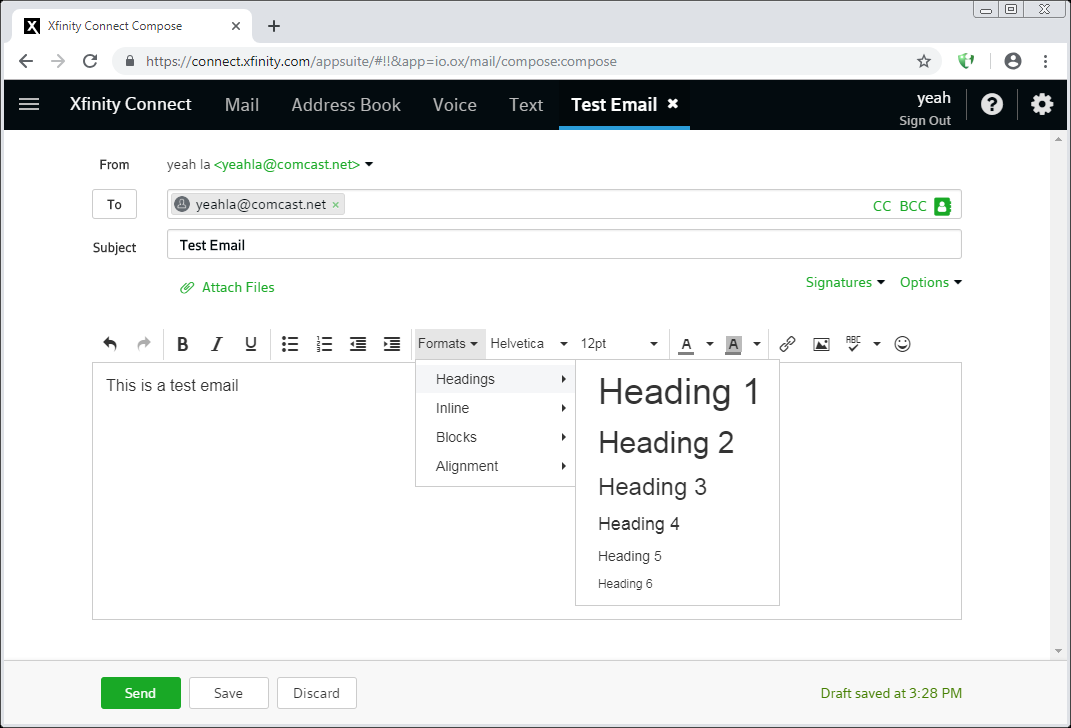 Xfinity Connect Compose
https://connect.xfinity.com/appsuite/#!!&app=io.ox/mail/compose:compose
Xfinity Connect Mail Address Book Voice Text Test Email yeah
Sign Out
From yeah la <yeahla@comcast.net>
To yeahla@comcast.net × CC BCC
Subject Test Email
Attach Files Signatures Options
B I U Formats Helvetica 12pt A A ABC
This is a test email
Headings
Inline
Blocks
Alignment
Heading 1
Heading 2
Heading 3
Heading 4
Heading 5
Heading 6
Send Save Discard Draft saved at 3:28 PM